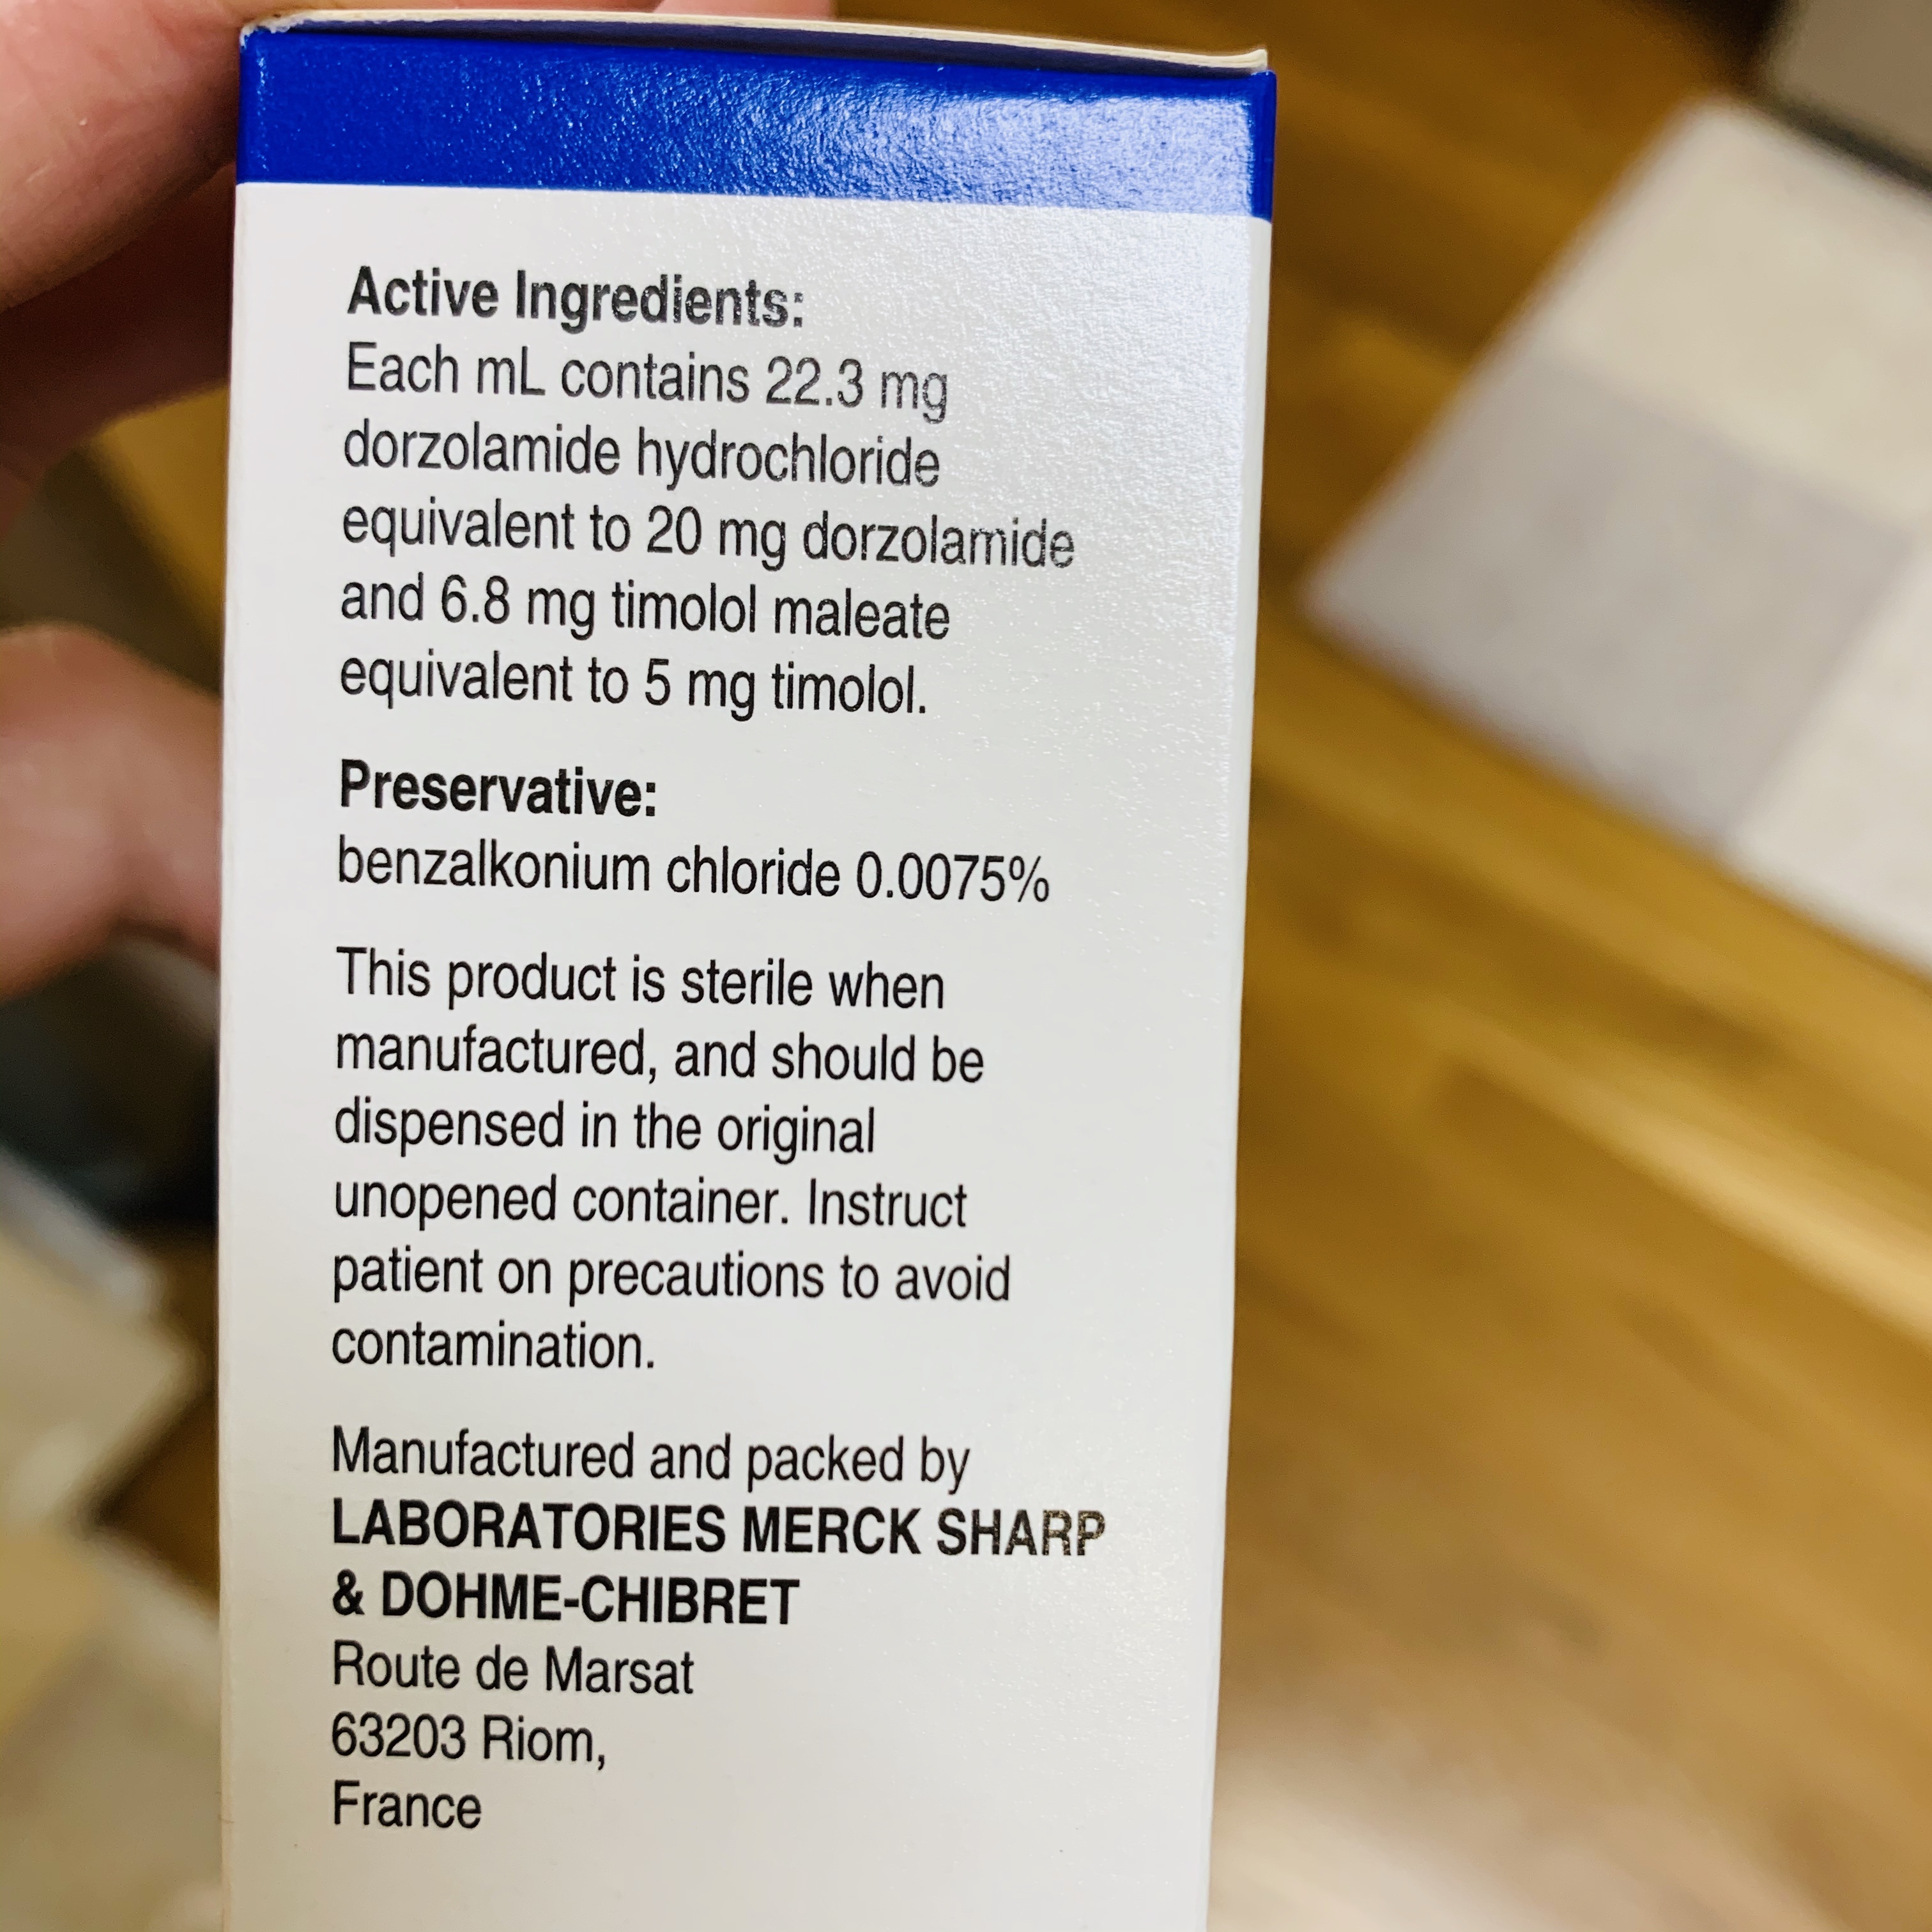 Active Ingredients:
Each mL contains 22.3 mg
dorzolamide hydrochloride
equivalent to 20 mg dorzolamide
and 6.8 mg timolol maleate
equivalent to 5 mg timolol.
Preservative:
benzalkonium chloride 0.0075%
This product is sterile when
manufactured, and should be
dispensed in the original
unopened container. Instruct
patient on precautions to avoid
contamination.
Manufactured and packed by
LABORATORIES MERCK SHARP
& DOHME-CHIBRET
Route de Marsat
63203 Riom,
France